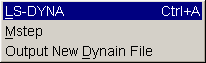 LS-DYNA Ctrl+A
Mstep
Output New Dynain File